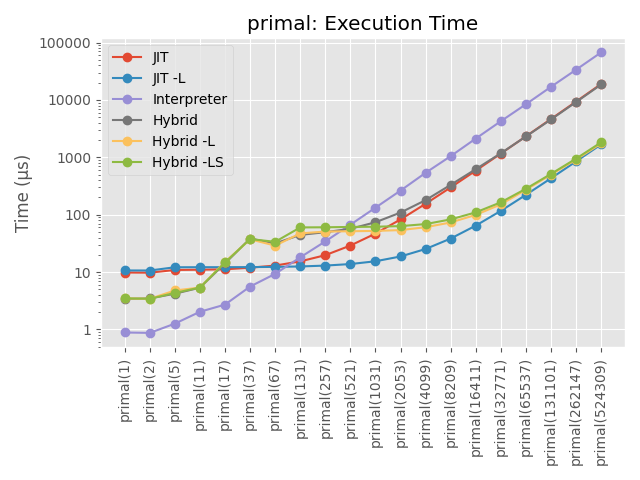 primal: Execution Time
Time (µs)
100000
10000
1000
100
10
1
JIT
JIT -L
Interpreter
Hybrid
Hybrid -L
Hybrid -LS
primal(1)
primal(2)
primal(5)
primal(11)
primal(17)
primal(37)
primal(67)
primal(131)
primal(257)
primal(521)
primal(1031)
primal(2053)
primal(4099)
primal(8209)
primal(16411)
primal(32771)
primal(65537)
primal(131101)
primal(262147)
primal(524309)